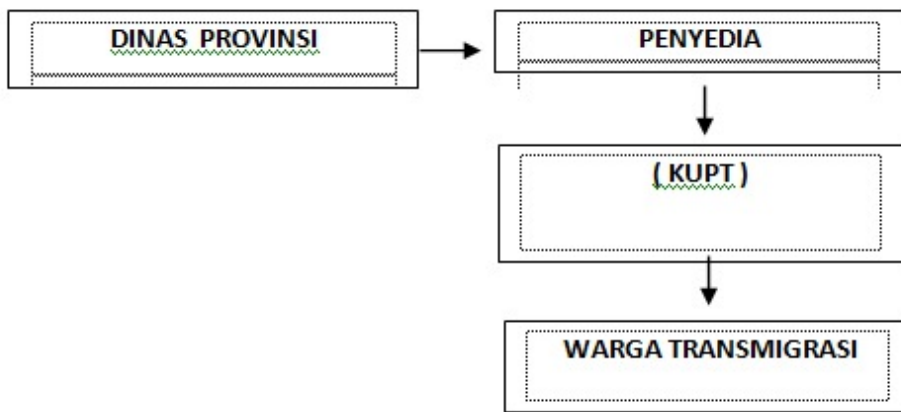 DINAS PROVINSI
PENYEDIA
( KUPT )
WARGA TRANSMIGRASI